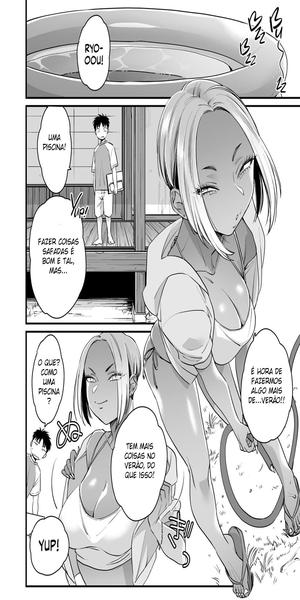 RYO-
OOU!
UMA
PISCINA!
YUP!
FAZER COISAS
SAFADAS É
BOM E TAL,
MAS...
É HORA DE
FAZERMOS
ALGO MAIS
DE...VERÃO!!
O QUE?
COMO
UMA
PISCINA
?
TEM MAIS
COISAS NO
VERÃO, DO
QUE ISSO!
YUP!